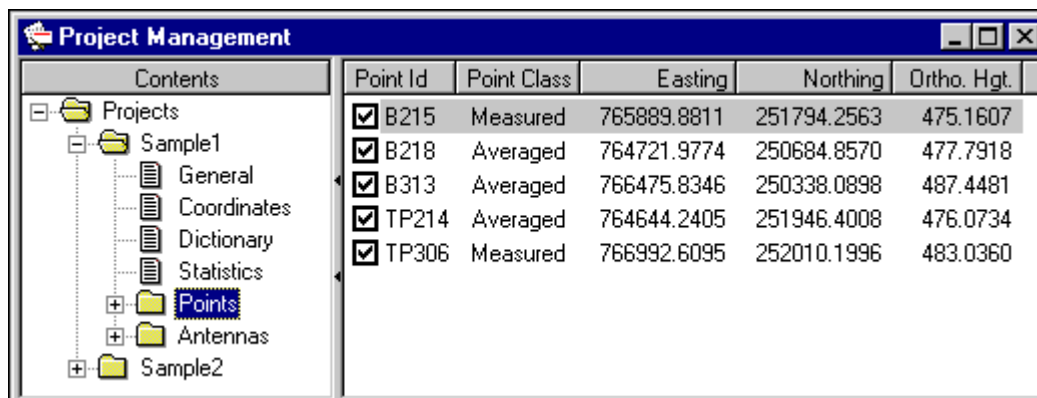 Project Management
Contents
Projects
Sample1
General
Coordinates
Dictionary
Statistics
Points
Antennas
Sample2
Point Id Point Class Easting Northing Ortho. Hgt.
B215 Measured 765889.8811 251794.2563 475.1607
B218 Averaged 764721.9774 250684.8570 477.7918
B313 Averaged 766475.8346 250338.0898 487.4481
TP214 Averaged 764644.2405 251946.4008 476.0734
TP306 Measured 766992.6095 252010.1996 483.0360